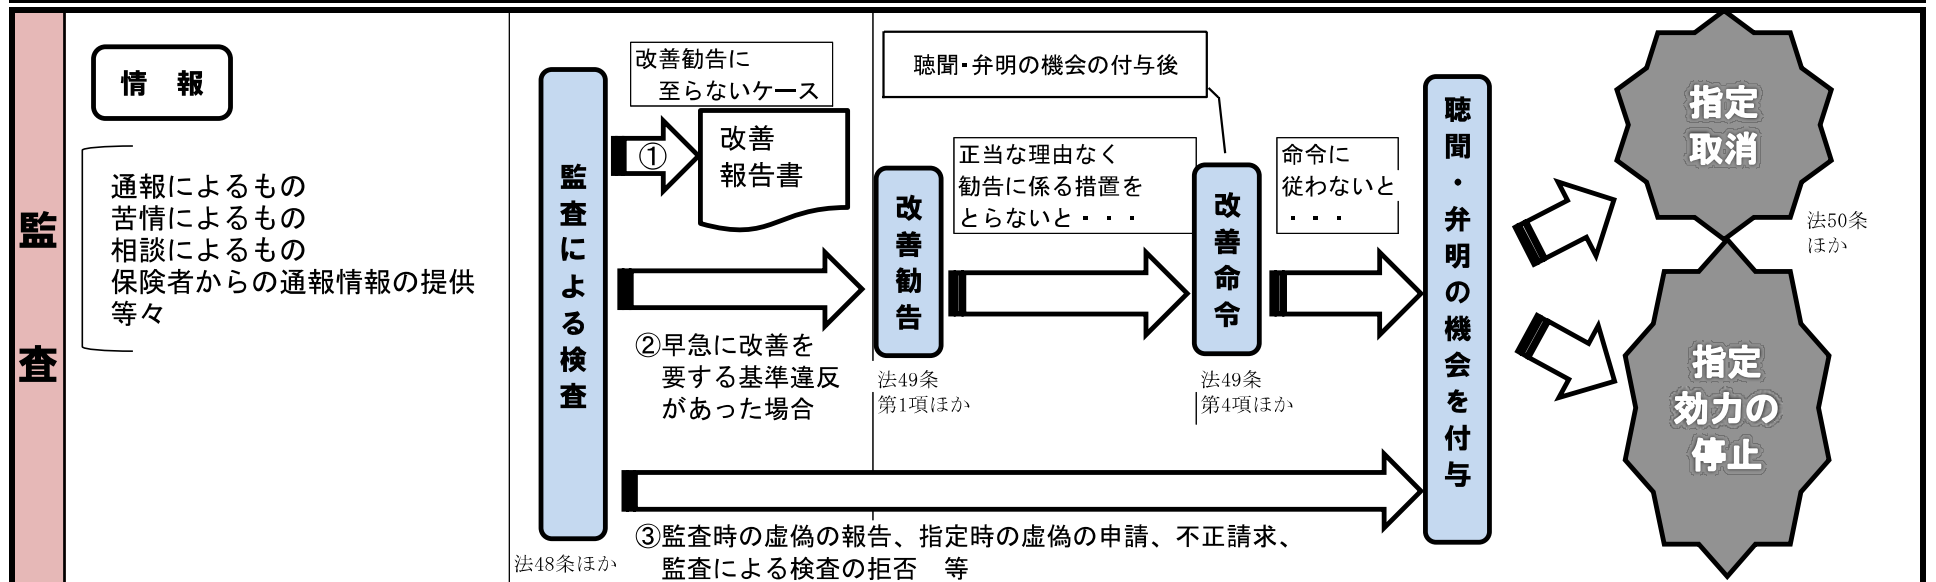 監査
情 報
通報によるもの
苦情によるもの
相談によるもの
保険者からの通報情報の提供
等々
監査による検査
法48条ほか
改善勧告に
至らないケース
①
改善
報告書
②早急に改善を
要する基準違反
があった場合
改善勧告
法49条
第1項ほか
聴聞・弁明の機会の付与後
正当な理由なく
勧告に係る措置を
とらないと・・・
改善命令
法49条
第4項ほか
命令に
従わないと
・・・
③監査時の虚偽の報告、指定時の虚偽の申請、不正請求、
監査による検査の拒否 等
聴聞・弁明の機会を付与
指定
取消
法50条
ほか
指定
効力の
停止